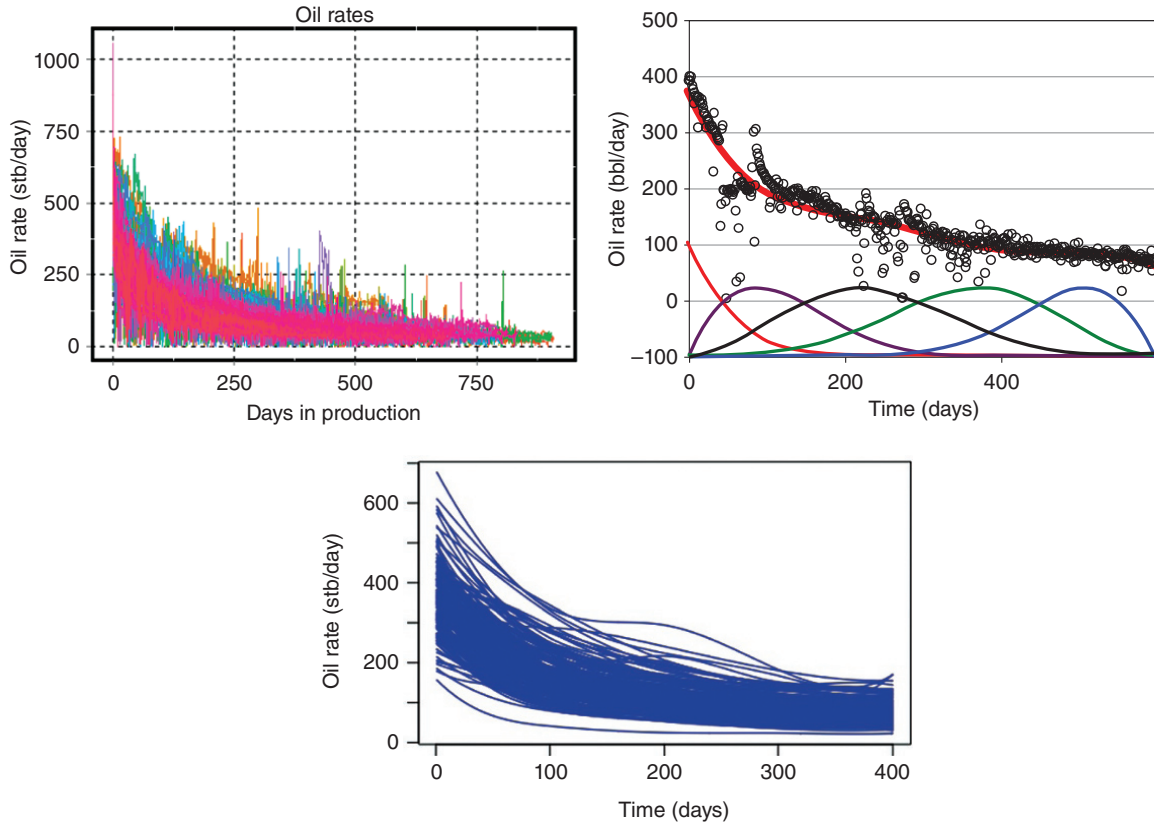 Oil rates
1000
750
500
250
0
Oil rate (stb/day)
0 250 500 750
Days in production
500
400
300
200
100
0
−100
Oil rate (bbl/day)
0 200 400
Time (days)
600
400
200
0
Oil rate (stb/day)
0 100 200 300 400
Time (days)